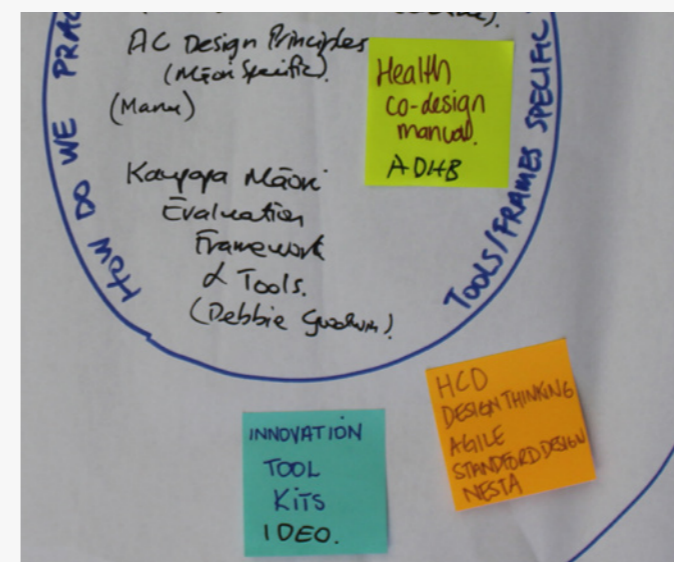 HOW DO WE
AC Design Principles
(Māori Specific).
(Manu)
Kaupapa Māori
Evaluation
Framework
& Tools.
(Debbie Goodwin)
TOOLS/FRAMES SPECIFIC
Health
co-design
manual.
ADHB
INNOVATION
TOOL
KITS
IDEO.
HCD
DESIGN THINKING
AGILE
STANDFORD DESIGN
NESTA